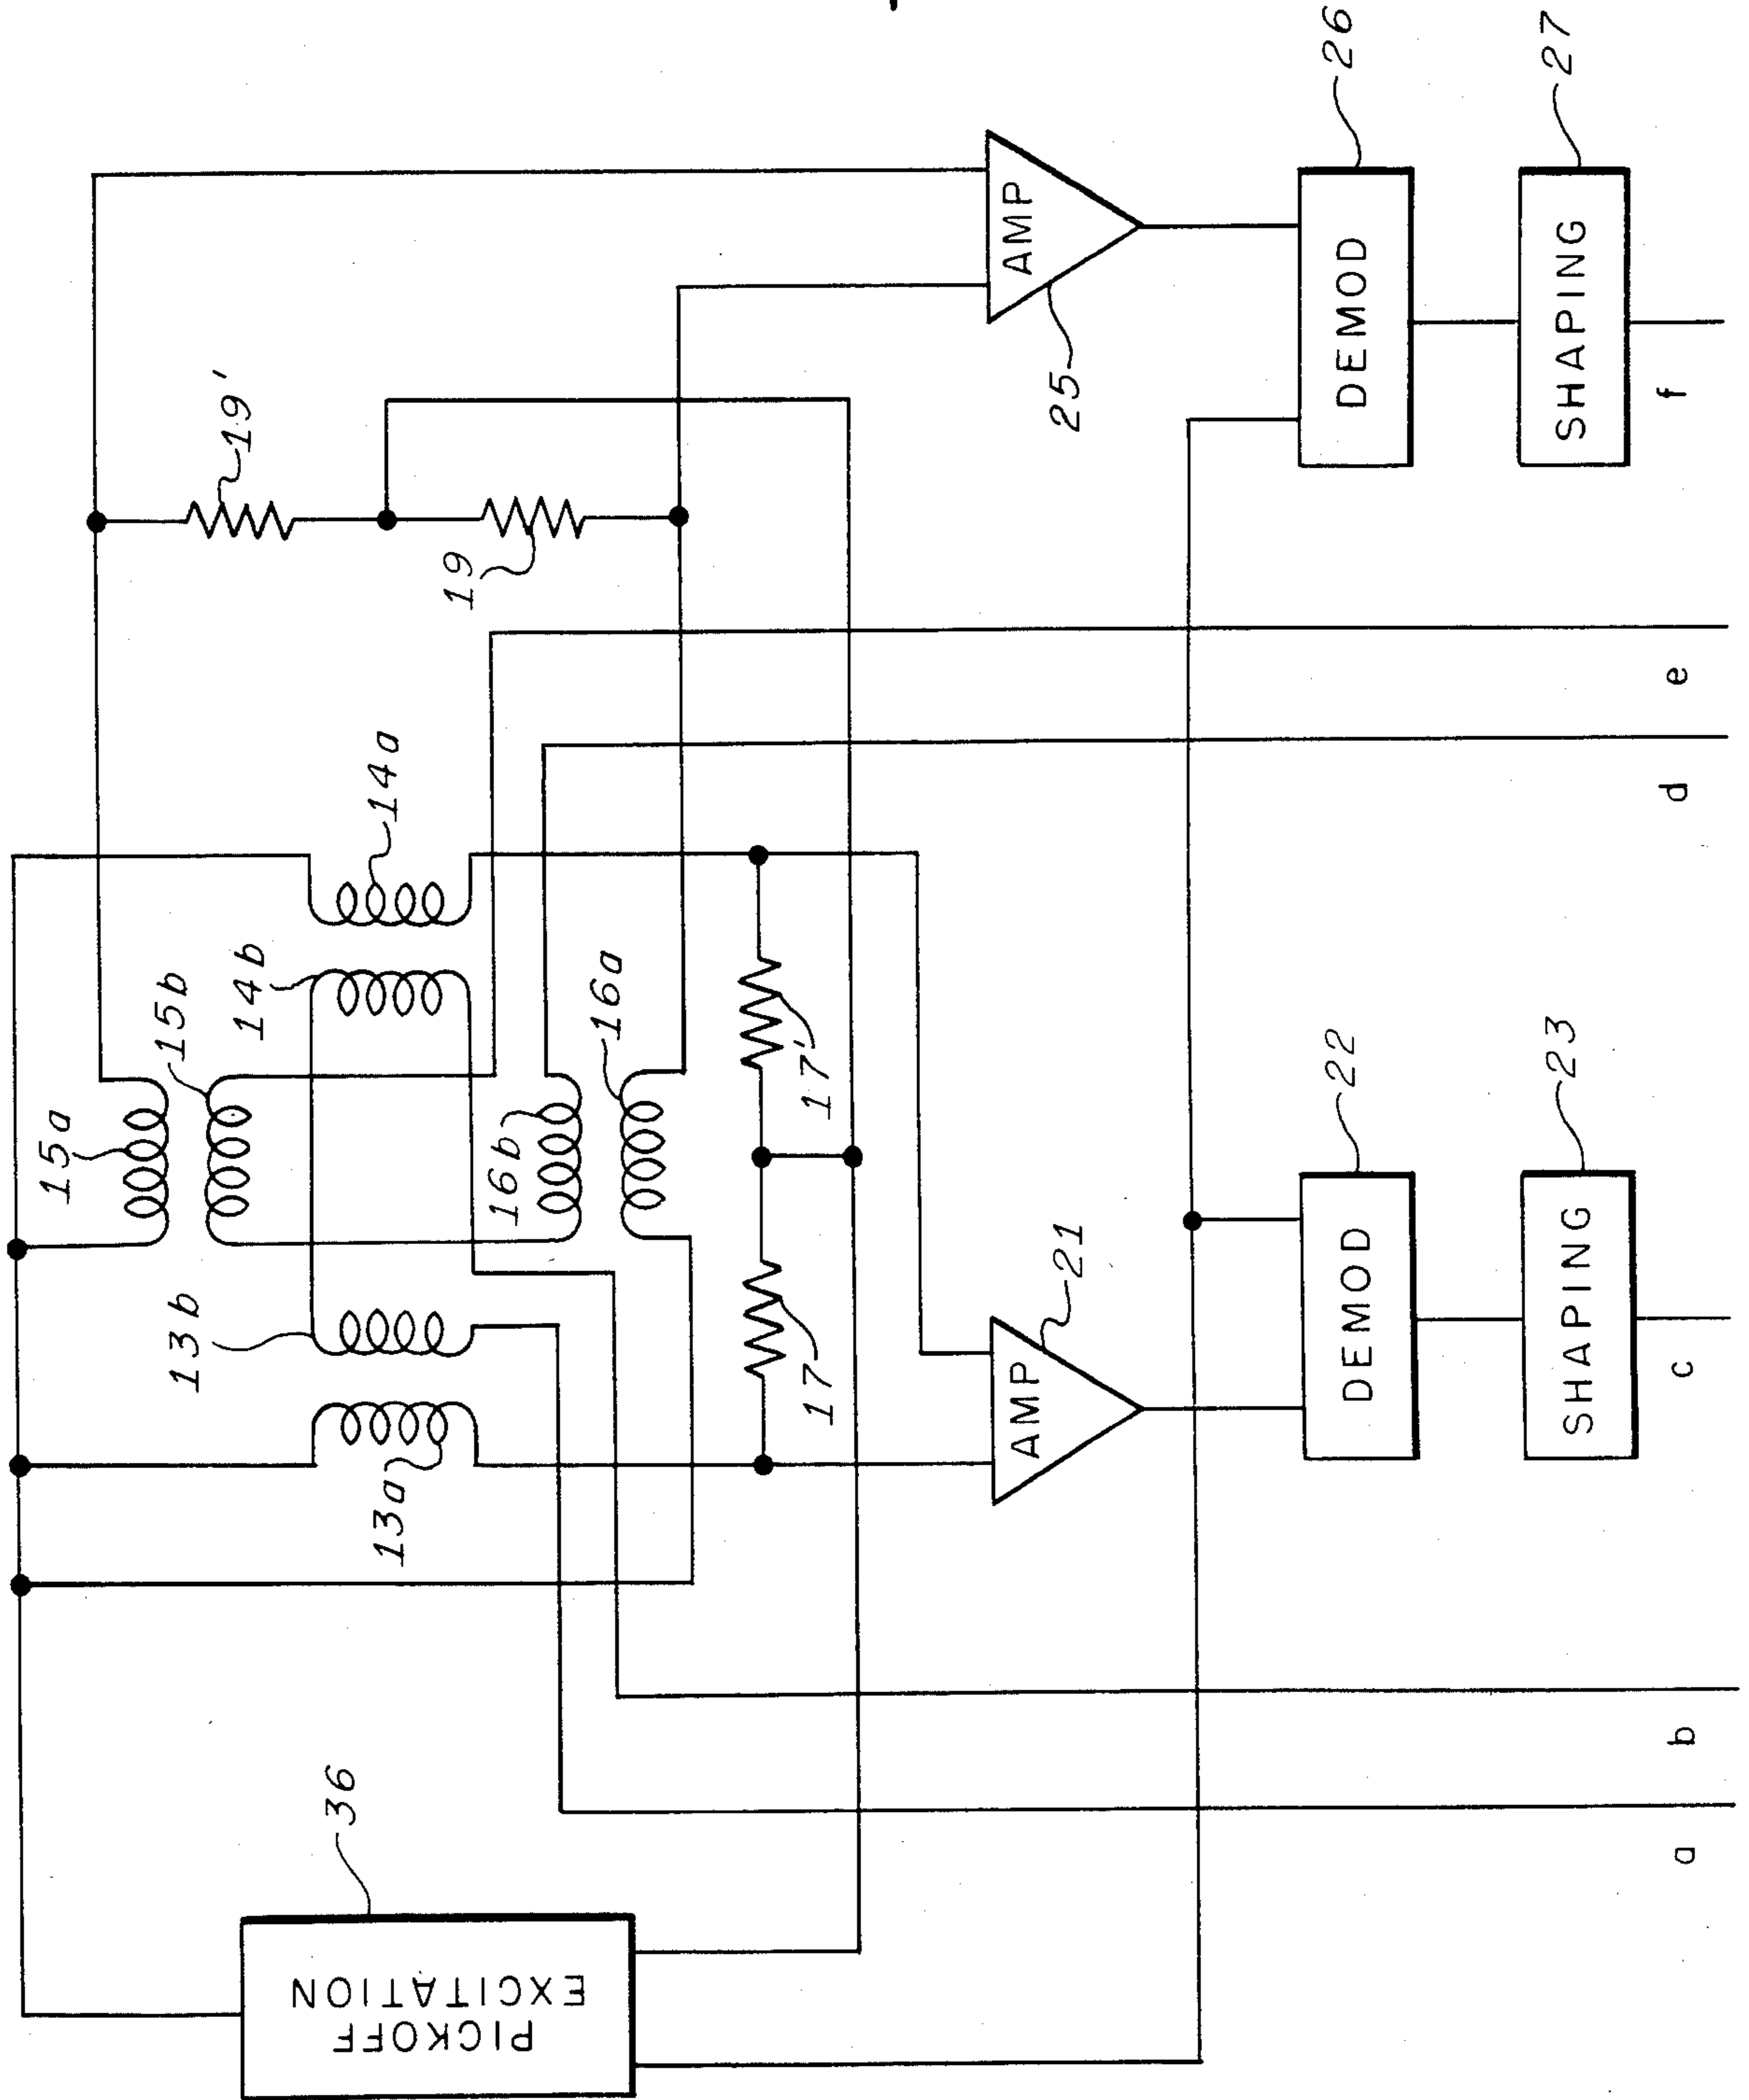 36
PICKOFF
EXCITATION
13a
13b
15a
15b
14b
14a
16b
16a
17
17'
19'
19
AMP
21
AMP
25
DEMOD
22
DEMOD
26
SHAPING
23
SHAPING
27
a
b
c
d
e
f